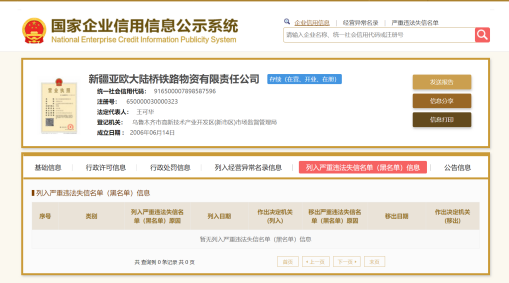 国家企业信用信息公示系统
National Enterprise Credit Information Publicity System
企业信用信息 | 经营异常名录 | 严重违法失信名单
请输入企业名称、统一社会信用代码或注册号
新疆亚欧大陆桥铁路物资有限责任公司 存续（在营、开业、在册）
统一社会信用代码： 916500007898587596
注册号： 650000030000323
法定代表人： 王可华
登记机关： 乌鲁木齐市高新技术产业开发区(新市区)市场监督管理局
成立日期： 2006年06月14日
发送报告
信息分享
信息打印
基础信息 行政许可信息 行政处罚信息 列入经营异常名录信息 列入严重违法失信名单（黑名单）信息 公告信息
列入严重违法失信名单（黑名单）信息
序号 类别 列入严重违法失信名单（黑名单）原因 列入日期 作出决定机关（列入） 移出严重违法失信名单（黑名单）原因 移出日期 作出决定机关（移出）
暂无列入严重违法失信名单（黑名单）信息
共 查询到 0 条记录 共 0 页
首页 上一页 下一页 末页